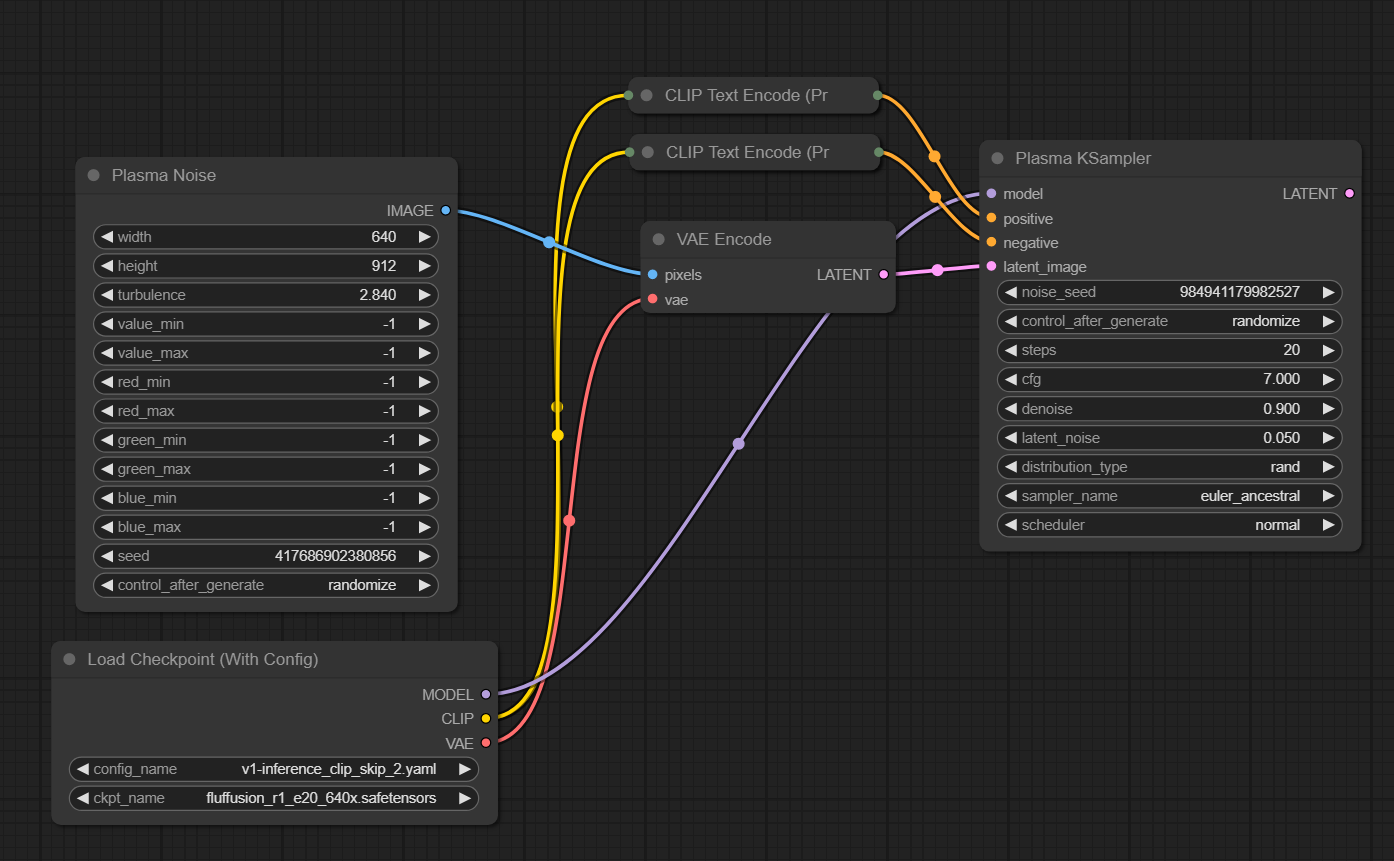 Plasma Noise
IMAGE
width 640
height 912
turbulence 2.840
value_min -1
value_max -1
red_min -1
red_max -1
green_min -1
green_max -1
blue_min -1
blue_max -1
seed 417686902380856
control_after_generate randomize
Load Checkpoint (With Config)
MODEL
CLIP
VAE
config_name v1-inference_clip_skip_2.yaml
ckpt_name fluffusion_r1_e20_640x.safetensors
CLIP Text Encode (Pr
CLIP Text Encode (Pr
VAE Encode
pixels LATENT
vae
Plasma KSampler
model LATENT
positive
negative
latent_image
noise_seed 984941179982527
control_after_generate randomize
steps 20
cfg 7.000
denoise 0.900
latent_noise 0.050
distribution_type rand
sampler_name euler_ancestral
scheduler normal